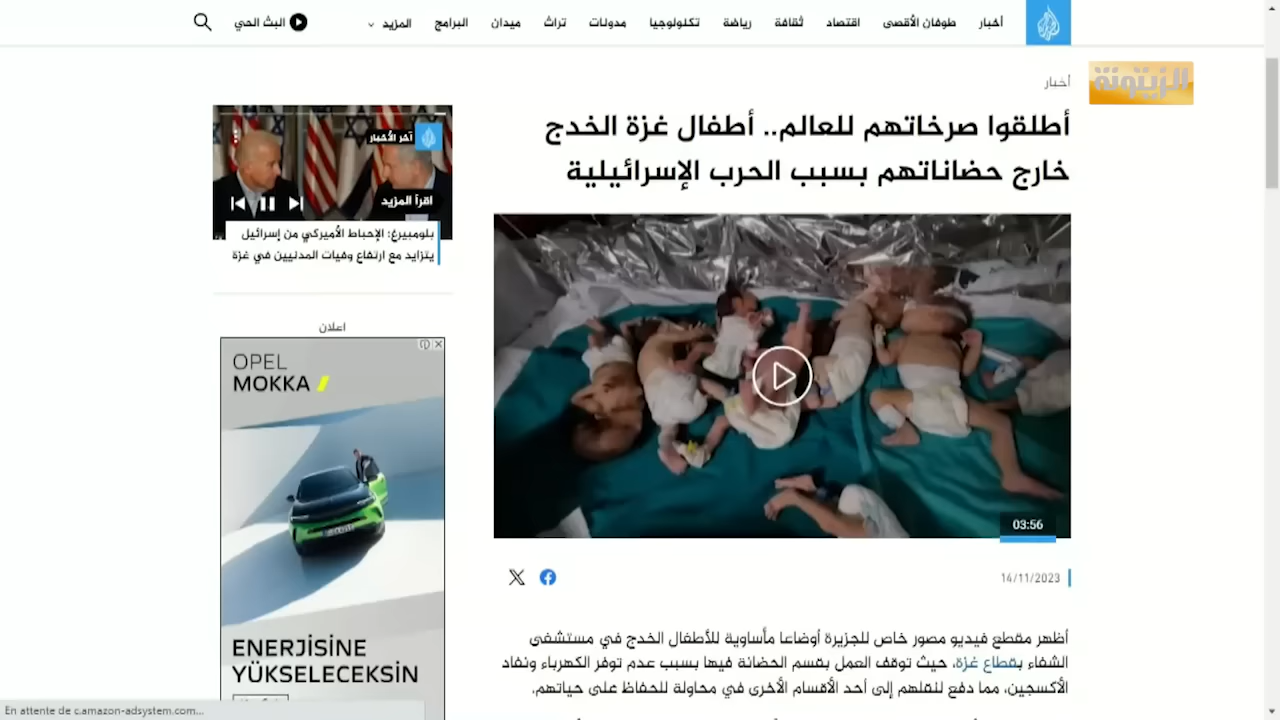 أخبار
طوفان الأقصى
اقتصاد
ثقافة
رياضة
تكنولوجيا
مدونات
تراث
ميدان
البرامج
المزيد
البث الحي
الزيتونة
أخبار
أطلقوا صرخاتهم للعالم.. أطفال غزة الخدج
خارج حضاناتهم بسبب الحرب الإسرائيلية
03:56
14/11/2023
أظهر مقطع فيديو مصور خاص للجزيرة أوضاعا مأساوية للأطفال الخدج في مستشفى
الشفاء بقطاع غزة، حيث توقف العمل بقسم الحضانة فيها بسبب عدم توفر الكهرباء ونفاد
الأكسجين، مما دفع لنقلهم إلى أحد الأقسام الأخرى في محاولة للحفاظ على حياتهم.
آخر الأخبار
اقرأ المزيد
بلومبيرغ: الإحباط الأميركي من إسرائيل
يتزايد مع ارتفاع وفيات المدنيين في غزة
اعلان
OPEL
MOKKA
ENERJİSİNE
YÜKSELECEKSİN
En attente de c.amazon-adsystem.com...